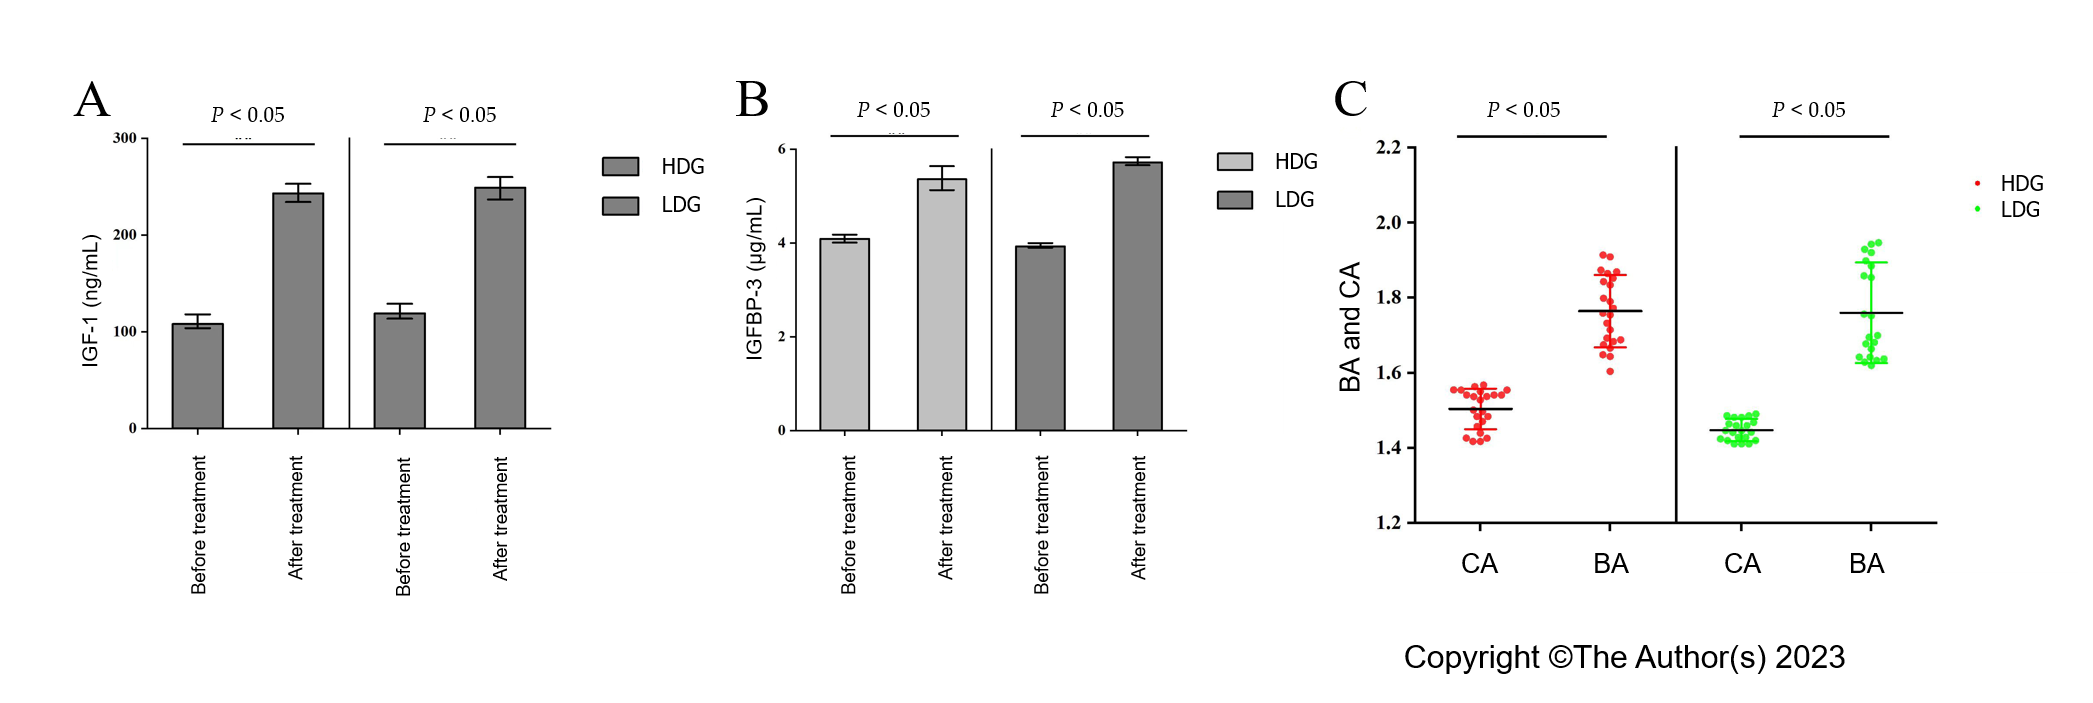 A
P < 0.05
P < 0.05
300
200
100
0
IGF-1 (ng/mL)
Before treatment
After treatment
Before treatment
After treatment
HDG
LDG
B
P < 0.05
P < 0.05
6
4
2
0
IGFBP-3 (μg/mL)
Before treatment
After treatment
Before treatment
After treatment
HDG
LDG
C
P < 0.05
P < 0.05
2.2
2.0
1.8
1.6
1.4
1.2
BA and CA
CA
BA
CA
BA
HDG
LDG
Copyright ©The Author(s) 2023